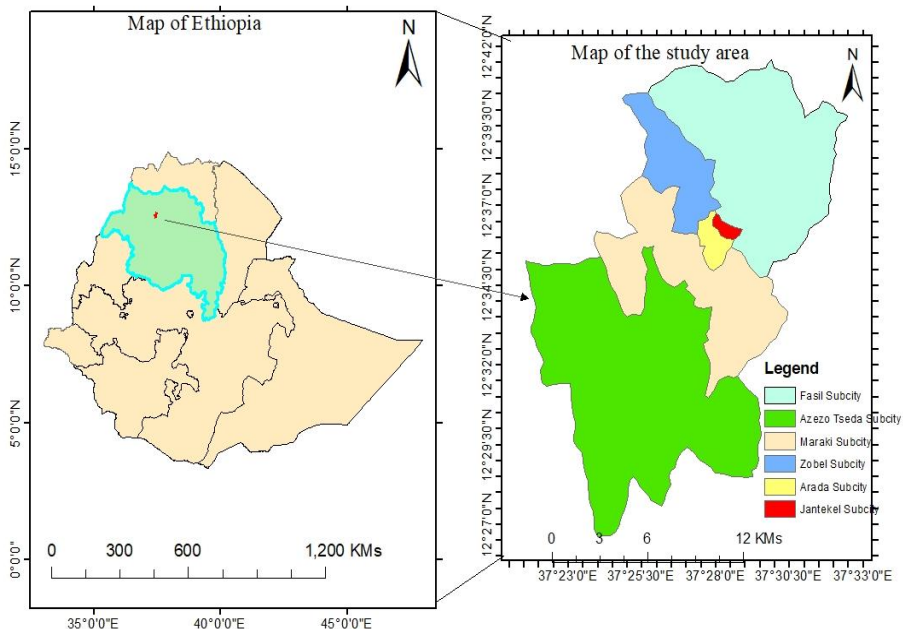 Map of Ethiopia
N
15°0'0"N
10°0'0"N
5°0'0"N
0°0'0"
0 300 600 1,200 KMs
35°0'0"E 40°0'0"E 45°0'0"E
Map of the study area
N
12°42'0"N
12°39'30"N
12°37'0"N
12°34'30"N
12°32'0"N
12°29'30"N
12°27'0"N
Legend
Fasil Subcity
Azezo Tseda Subcity
Maraki Subcity
Zobel Subcity
Arada Subcity
Jantekel Subcity
0 3 6 12 KMs
37°23'0"E 37°25'30"E 37°28'0"E 37°30'30"E 37°33'0"E